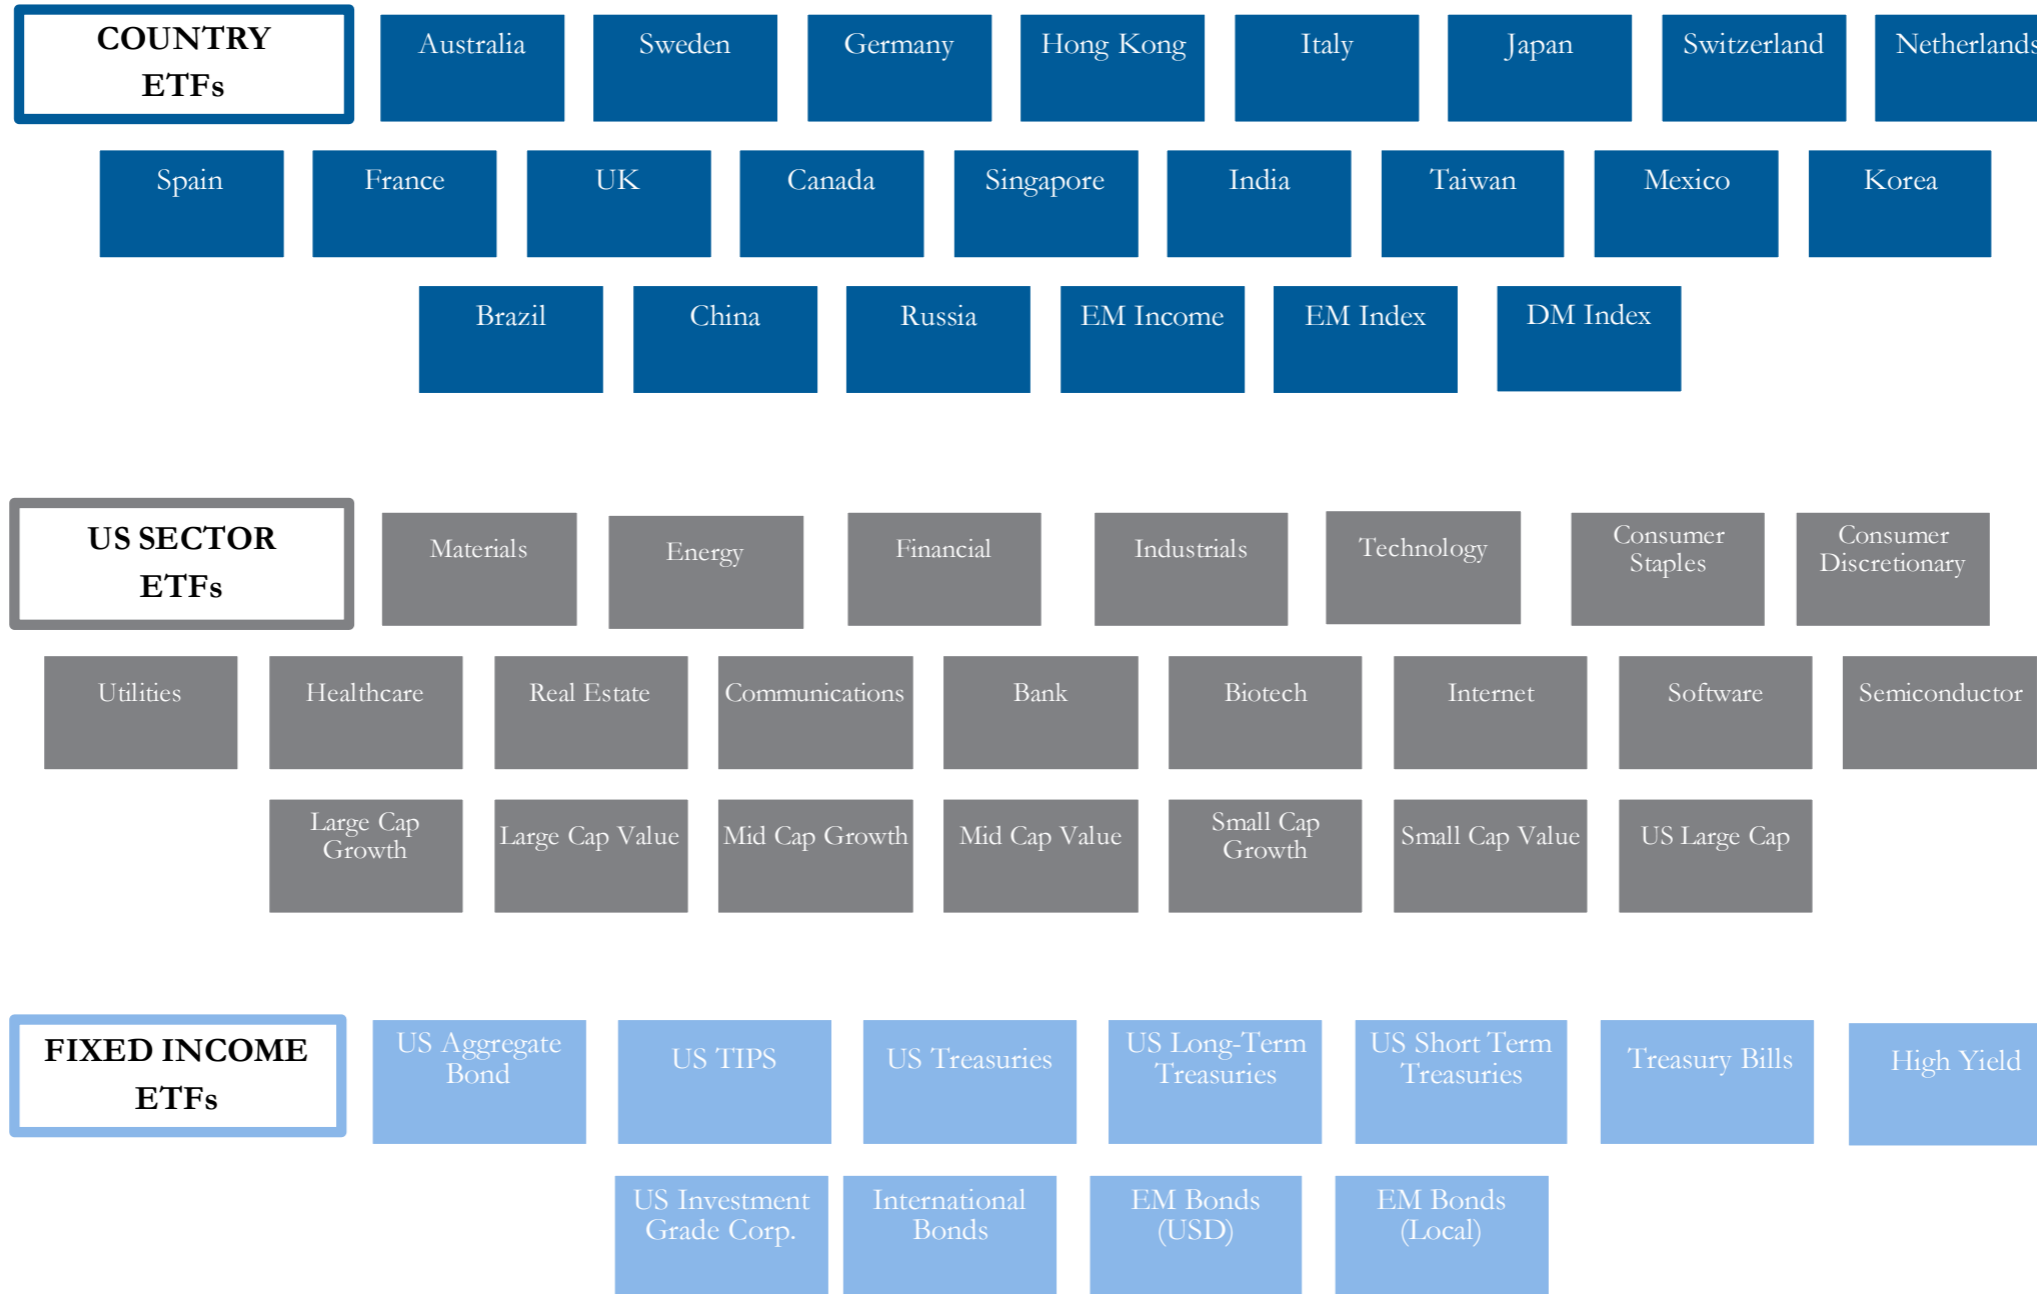 COUNTRY
ETFs
Australia
Sweden
Germany
Hong Kong
Italy
Japan
Switzerland
Netherlands
Spain
France
UK
Canada
Singapore
India
Taiwan
Mexico
Korea
Brazil
China
Russia
EM Income
EM Index
DM Index
US SECTOR
ETFs
Materials
Energy
Financial
Industrials
Technology
Consumer
Staples
Consumer
Discretionary
Utilities
Healthcare
Real Estate
Communications
Bank
Biotech
Internet
Software
Semiconductor
Large Cap
Growth
Large Cap Value
Mid Cap Growth
Mid Cap Value
Small Cap
Growth
Small Cap Value
US Large Cap
FIXED INCOME
ETFs
US Aggregate
Bond
US TIPS
US Treasuries
US Long-Term
Treasuries
US Short Term
Treasuries
Treasury Bills
High Yield
US Investment
Grade Corp.
International
Bonds
EM Bonds
(USD)
EM Bonds
(Local)